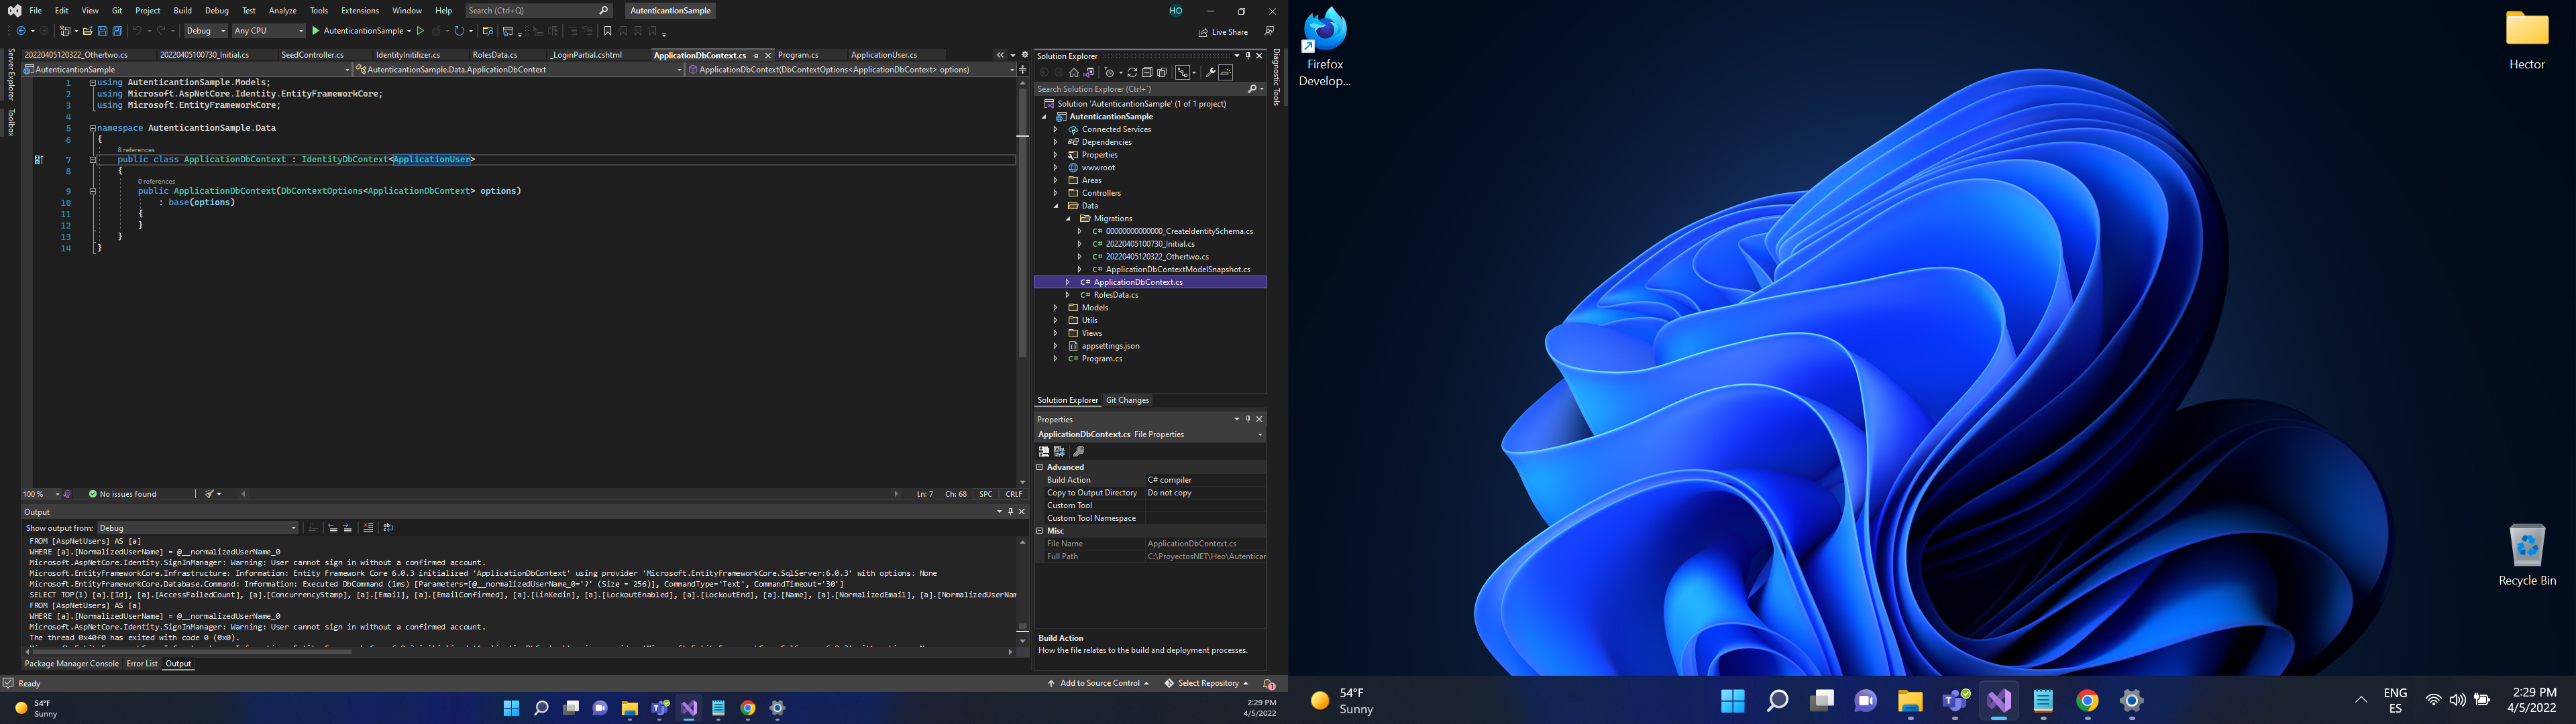 File Edit View Git Project Build Debug Test Analyze Tools Extensions Window Help Search (Ctrl+Q) AutenticantionSample HO
Debug Any CPU AutenticantionSample Live Share
Server Explorer
Toolbox
20220405120322_Othertwo.cs 20220405100730_Initial.cs SeedController.cs IdentityInitilizer.cs RolesData.cs _LoginPartial.cshtml ApplicationDbContext.cs Program.cs ApplicationUser.cs
AutenticantionSample AutenticantionSample.Data.ApplicationDbContext ApplicationDbContext(DbContextOptions<ApplicationDbContext> options)
1 using AutenticantionSample.Models;
2 using Microsoft.AspNetCore.Identity.EntityFrameworkCore;
3 using Microsoft.EntityFrameworkCore;
4
5 namespace AutenticantionSample.Data
6 {
8 references
7 public class ApplicationDbContext : IdentityDbContext<ApplicationUser>
8 {
0 references
9 public ApplicationDbContext(DbContextOptions<ApplicationDbContext> options)
10 : base(options)
11 {
12 }
13 }
14 }
100 % No issues found Ln: 7 Ch: 68 SPC CRLF
Output
Show output from: Debug
FROM [AspNetUsers] AS [a]
WHERE [a].[NormalizedUserName] = @__normalizedUserName_0
Microsoft.AspNetCore.Identity.SignInManager: Warning: User cannot sign in without a confirmed account.
Microsoft.EntityFrameworkCore.Infrastructure: Information: Entity Framework Core 6.0.3 initialized 'ApplicationDbContext' using provider 'Microsoft.EntityFrameworkCore.SqlServer:6.0.3' with options: None
Microsoft.EntityFrameworkCore.Database.Command: Information: Executed DbCommand (1ms) [Parameters=[@__normalizedUserName_0='?' (Size = 256)], CommandType='Text', CommandTimeout='30']
SELECT TOP(1) [a].[Id], [a].[AccessFailedCount], [a].[ConcurrencyStamp], [a].[Email], [a].[EmailConfirmed], [a].[LinKedin], [a].[LockoutEnabled], [a].[LockoutEnd], [a].[Name], [a].[NormalizedEmail], [a].[NormalizedUserName
FROM [AspNetUsers] AS [a]
WHERE [a].[NormalizedUserName] = @__normalizedUserName_0
Microsoft.AspNetCore.Identity.SignInManager: Warning: User cannot sign in without a confirmed account.
The thread 0x40f0 has exited with code 0 (0x0).
Package Manager Console Error List Output
Ready Add to Source Control Select Repository 1
Solution Explorer
Search Solution Explorer (Ctrl+¨)
Solution 'AutenticantionSample' (1 of 1 project)
AutenticantionSample
Connected Services
Dependencies
Properties
wwwroot
Areas
Controllers
Data
Migrations
C# 00000000000000_CreateIdentitySchema.cs
C# 20220405100730_Initial.cs
C# 20220405120322_Othertwo.cs
C# ApplicationDbContextModelSnapshot.cs
C# ApplicationDbContext.cs
C# RolesData.cs
Models
Utils
Views
appsettings.json
C# Program.cs
Solution Explorer Git Changes
Properties
ApplicationDbContext.cs File Properties
Advanced
Build Action C# compiler
Copy to Output Directory Do not copy
Custom Tool
Custom Tool Namespace
Misc
File Name ApplicationDbContext.cs
Full Path C:\ProyectosNET\Heo\Autentican
Build Action
How the file relates to the build and deployment processes.
Diagnostic Tools
54°F
Sunny
2:29 PM
4/5/2022
Firefox
Develop...
Hector
Recycle Bin
54°F
Sunny
ENG
ES
2:29 PM
4/5/2022